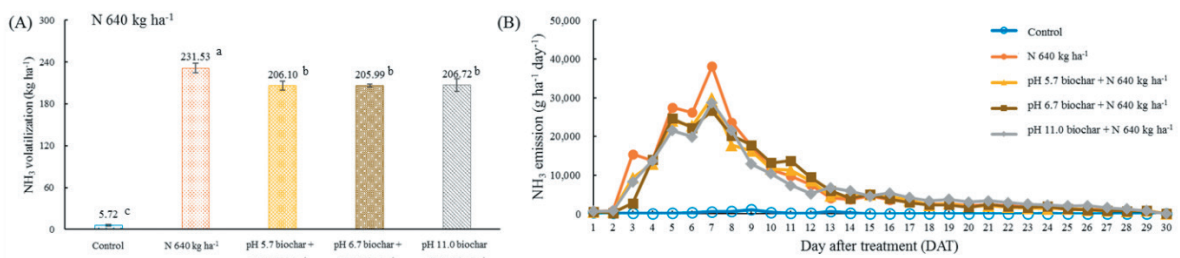 (A)
N 640 kg ha⁻¹
NH₃ volatilization (kg ha⁻¹)
300
240
180
120
60
0
5.72 c
231.53 a
206.10 b
205.99 b
206.72 b
Control
N 640 kg ha⁻¹
pH 5.7 biochar +
pH 6.7 biochar +
pH 11.0 biochar
(B)
NH₃ emission (g ha⁻¹ day⁻¹)
50,000
40,000
30,000
20,000
10,000
0
Control
N 640 kg ha⁻¹
pH 5.7 biochar + N 640 kg ha⁻¹
pH 6.7 biochar + N 640 kg ha⁻¹
pH 11.0 biochar + N 640 kg ha⁻¹
1 2 3 4 5 6 7 8 9 10 11 12 13 14 15 16 17 18 19 20 21 22 23 24 25 26 27 28 29 30
Day after treatment (DAT)